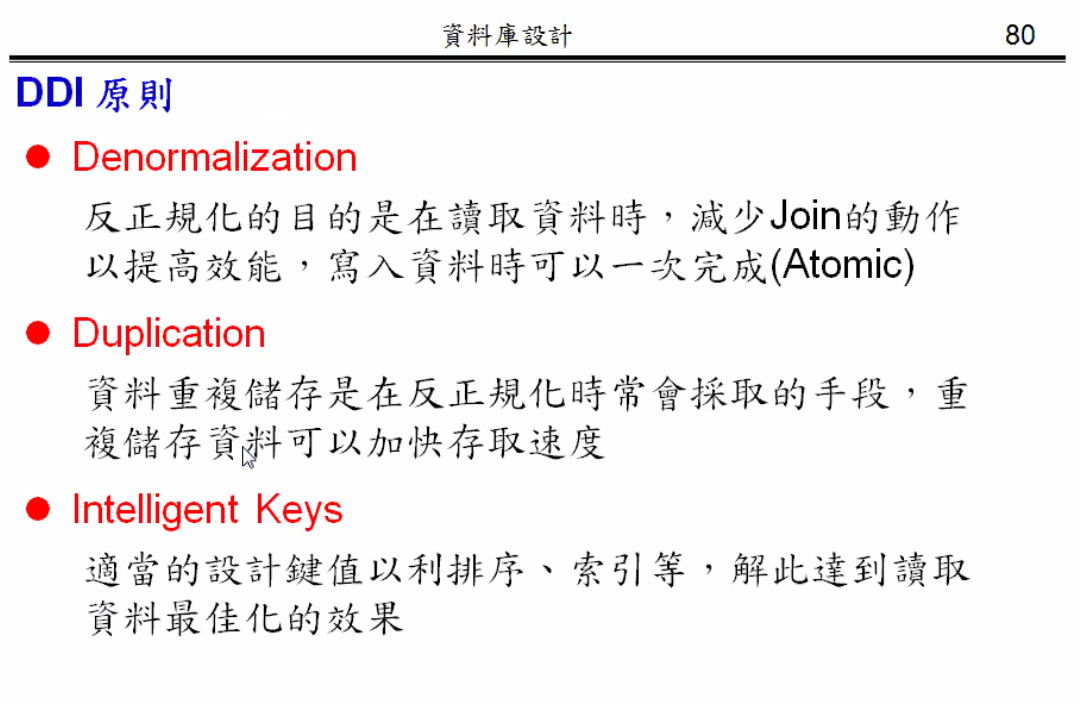 資料庫設計
80
DDI 原則
● Denormalization
反正規化的目的是在讀取資料時，減少Join的動作
以提高效能，寫入資料時可以一次完成(Atomic)
● Duplication
資料重複儲存是在反正規化時常會採取的手段，重
複儲存資料可以加快存取速度
● Intelligent Keys
適當的設計鍵值以利排序、索引等，解此達到讀取
資料最佳化的效果